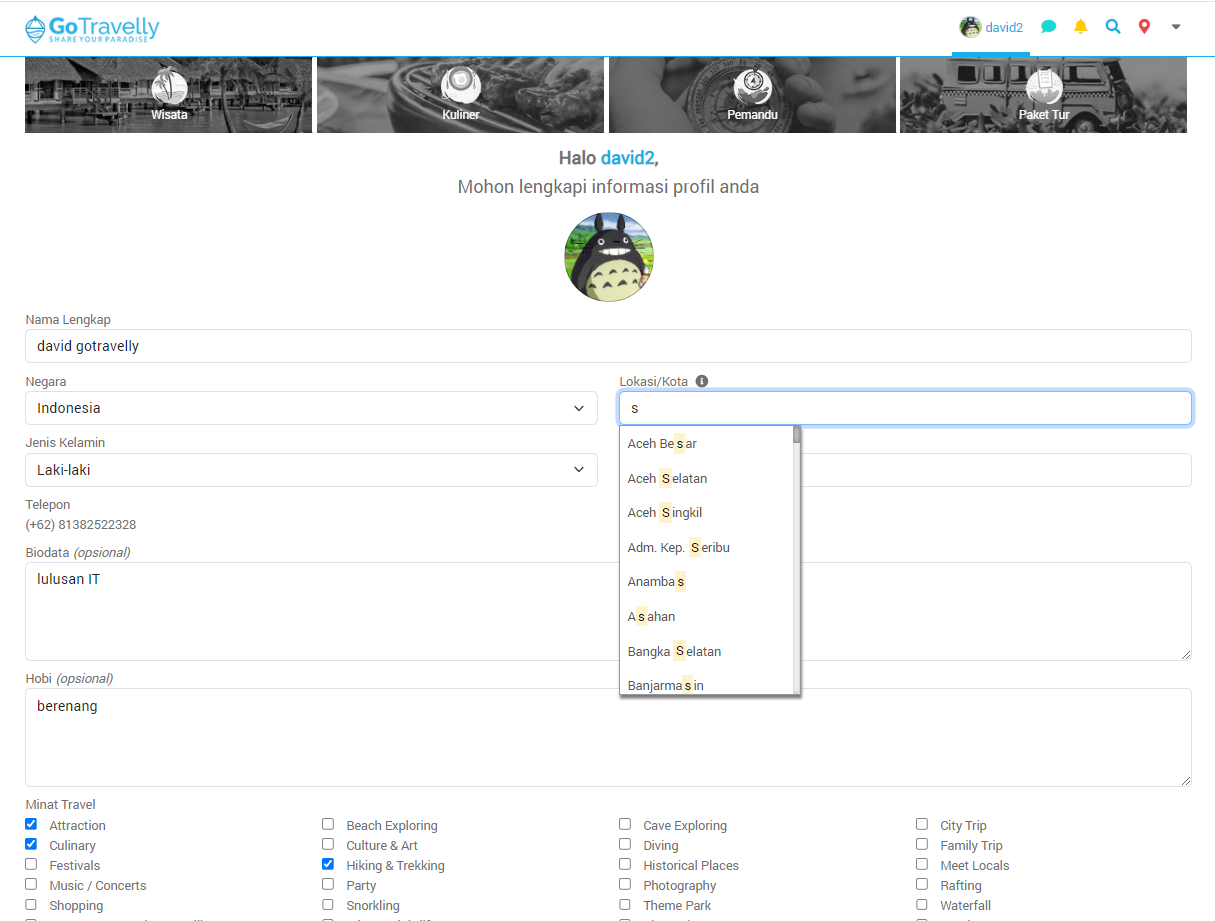 GoTravelly
SHARE YOUR PARADISE
david2
Wisata
Kuliner
Pemandu
Paket Tur
Halo david2,
Mohon lengkapi informasi profil anda
Nama Lengkap
david gotravelly
Negara
Indonesia
Lokasi/Kota
s
Aceh Besar
Aceh Selatan
Aceh Singkil
Adm. Kep. Seribu
Anambas
Asahan
Bangka Selatan
Banjarmasin
Jenis Kelamin
Laki-laki
Telepon
(+62) 81382522328
Biodata (opsional)
lulusan IT
Hobi (opsional)
berenang
Minat Travel
Attraction
Beach Exploring
Cave Exploring
City Trip
Culinary
Culture & Art
Diving
Family Trip
Festivals
Hiking & Trekking
Historical Places
Meet Locals
Music / Concerts
Party
Photography
Rafting
Shopping
Snorkling
Theme Park
Waterfall